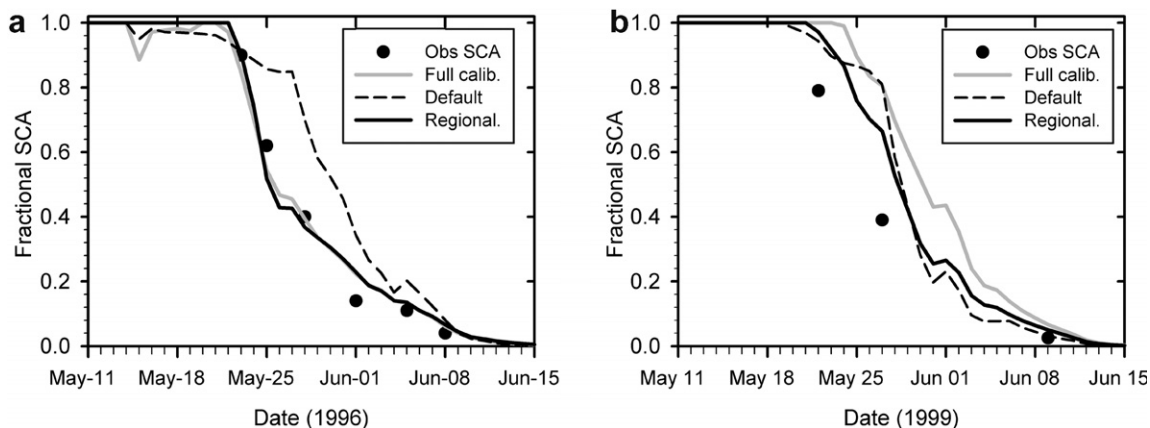 a
1.0
0.8
0.6
0.4
0.2
0.0
Fractional SCA
Obs SCA
Full calib.
Default
Regional.
May-11 May-18 May-25 Jun-01 Jun-08 Jun-15
Date (1996)
b
1.0
0.8
0.6
0.4
0.2
0.0
Fractional SCA
Obs SCA
Full calib.
Default
Regional.
May 11 May 18 May 25 Jun 01 Jun 08 Jun 15
Date (1999)